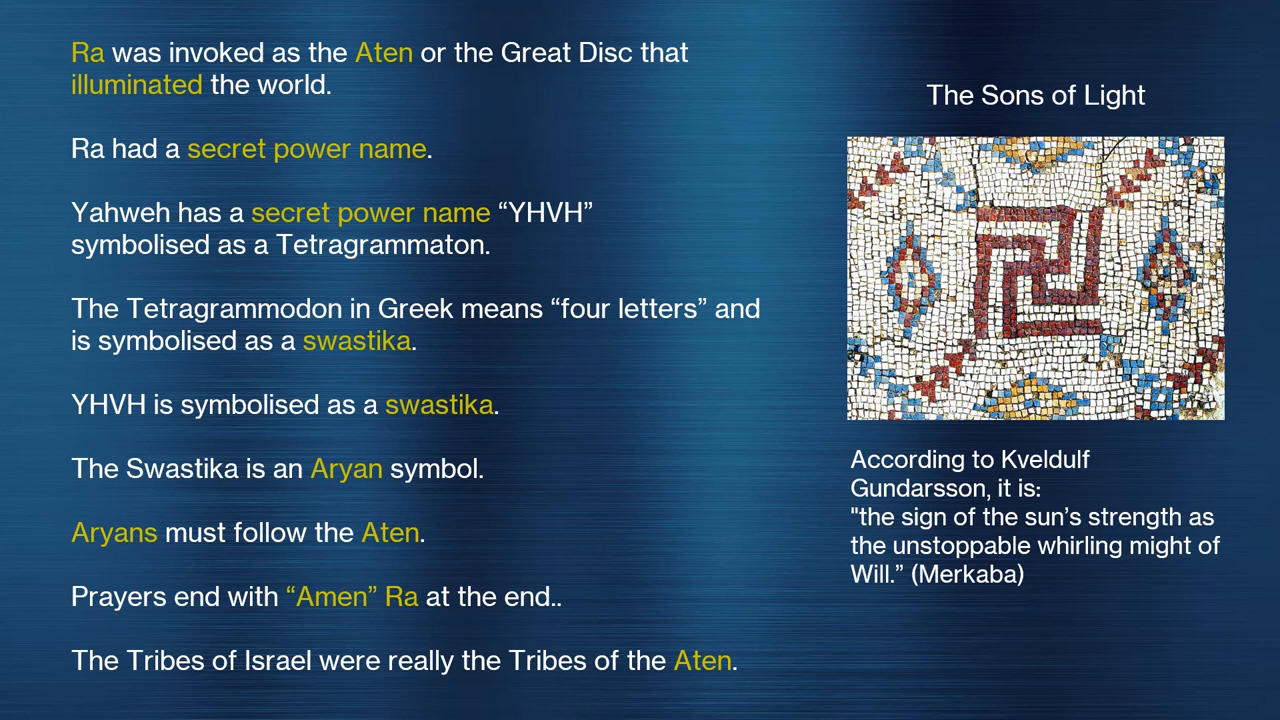 Ra was invoked as the Aten or the Great Disc that
illuminated the world.
Ra had a secret power name.
Yahweh has a secret power name “YHVH”
symbolised as a Tetragrammaton.
The Tetragrammodon in Greek means “four letters” and
is symbolised as a swastika.
YHVH is symbolised as a swastika.
The Swastika is an Aryan symbol.
Aryans must follow the Aten.
Prayers end with “Amen” Ra at the end..
The Tribes of Israel were really the Tribes of the Aten.
The Sons of Light
According to Kveldulf
Gundarsson, it is:
"the sign of the sun’s strength as
the unstoppable whirling might of
Will.” (Merkaba)